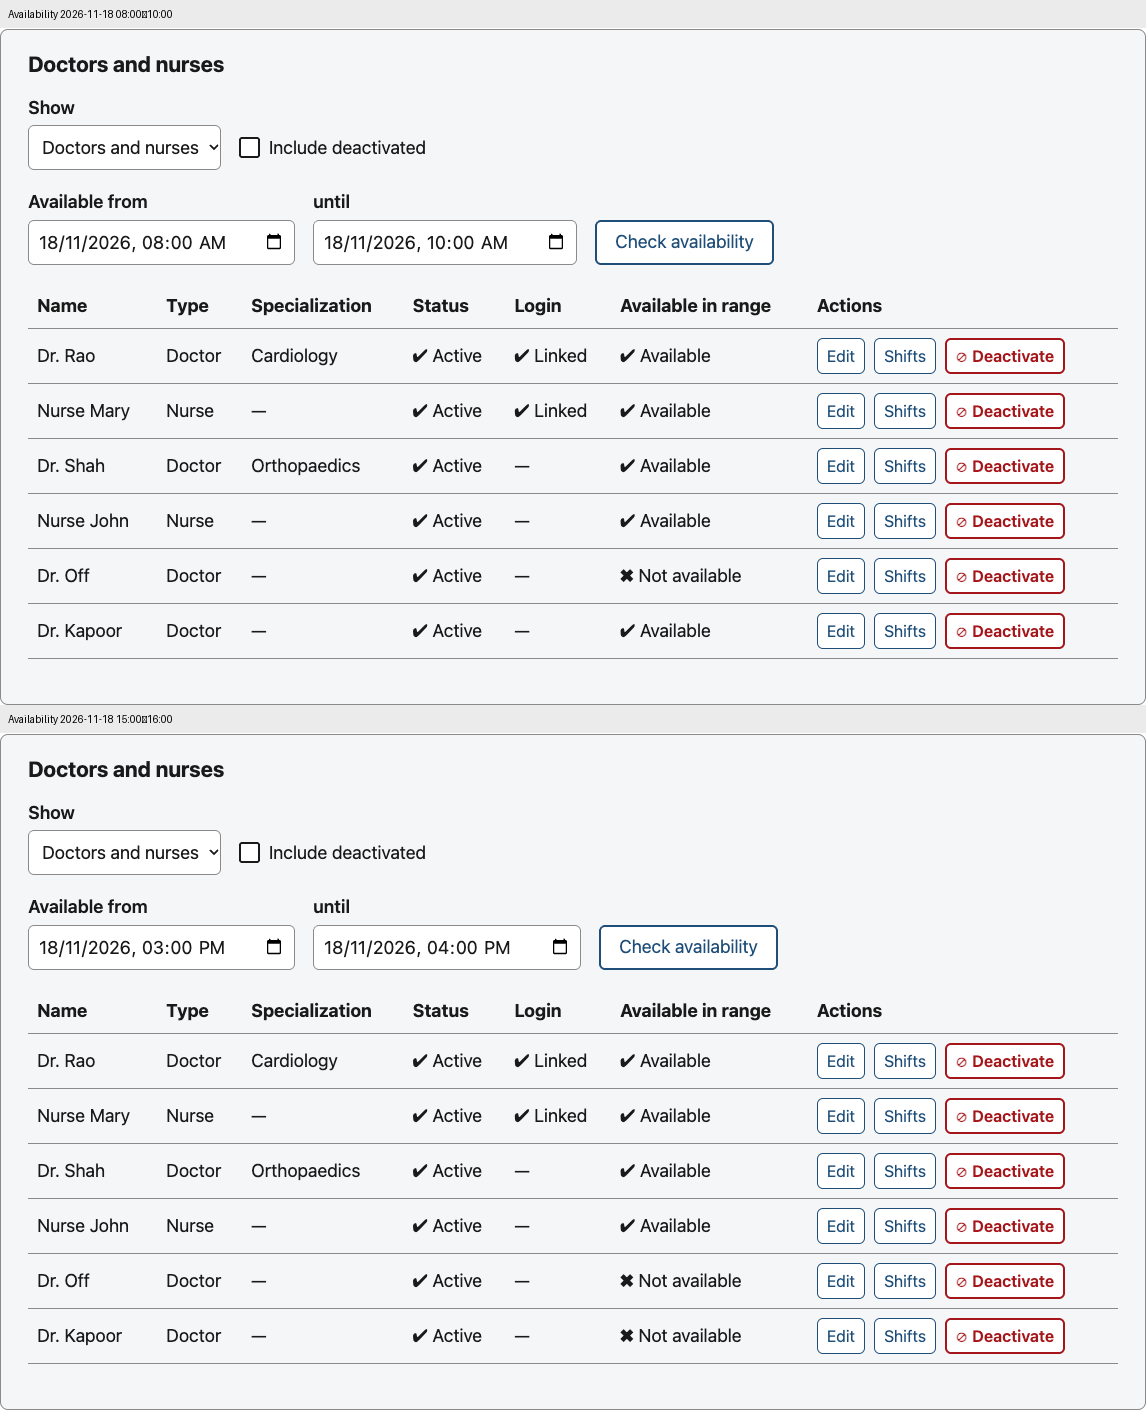 Availability 2026-11-18 08:00▯10:00
Doctors and nurses
Show
Doctors and nurses
Include deactivated
Available from until
18/11/2026, 08:00 AM 18/11/2026, 10:00 AM Check availability
Name Type Specialization Status Login Available in range Actions
Dr. Rao Doctor Cardiology ✔ Active ✔ Linked ✔ Available Edit Shifts ⊘ Deactivate
Nurse Mary Nurse — ✔ Active ✔ Linked ✔ Available Edit Shifts ⊘ Deactivate
Dr. Shah Doctor Orthopaedics ✔ Active — ✔ Available Edit Shifts ⊘ Deactivate
Nurse John Nurse — ✔ Active — ✔ Available Edit Shifts ⊘ Deactivate
Dr. Off Doctor — ✔ Active — ✖ Not available Edit Shifts ⊘ Deactivate
Dr. Kapoor Doctor — ✔ Active — ✔ Available Edit Shifts ⊘ Deactivate
Availability 2026-11-18 15:00▯16:00
Doctors and nurses
Show
Doctors and nurses
Include deactivated
Available from until
18/11/2026, 03:00 PM 18/11/2026, 04:00 PM Check availability
Name Type Specialization Status Login Available in range Actions
Dr. Rao Doctor Cardiology ✔ Active ✔ Linked ✔ Available Edit Shifts ⊘ Deactivate
Nurse Mary Nurse — ✔ Active ✔ Linked ✔ Available Edit Shifts ⊘ Deactivate
Dr. Shah Doctor Orthopaedics ✔ Active — ✔ Available Edit Shifts ⊘ Deactivate
Nurse John Nurse — ✔ Active — ✔ Available Edit Shifts ⊘ Deactivate
Dr. Off Doctor — ✔ Active — ✖ Not available Edit Shifts ⊘ Deactivate
Dr. Kapoor Doctor — ✔ Active — ✖ Not available Edit Shifts ⊘ Deactivate